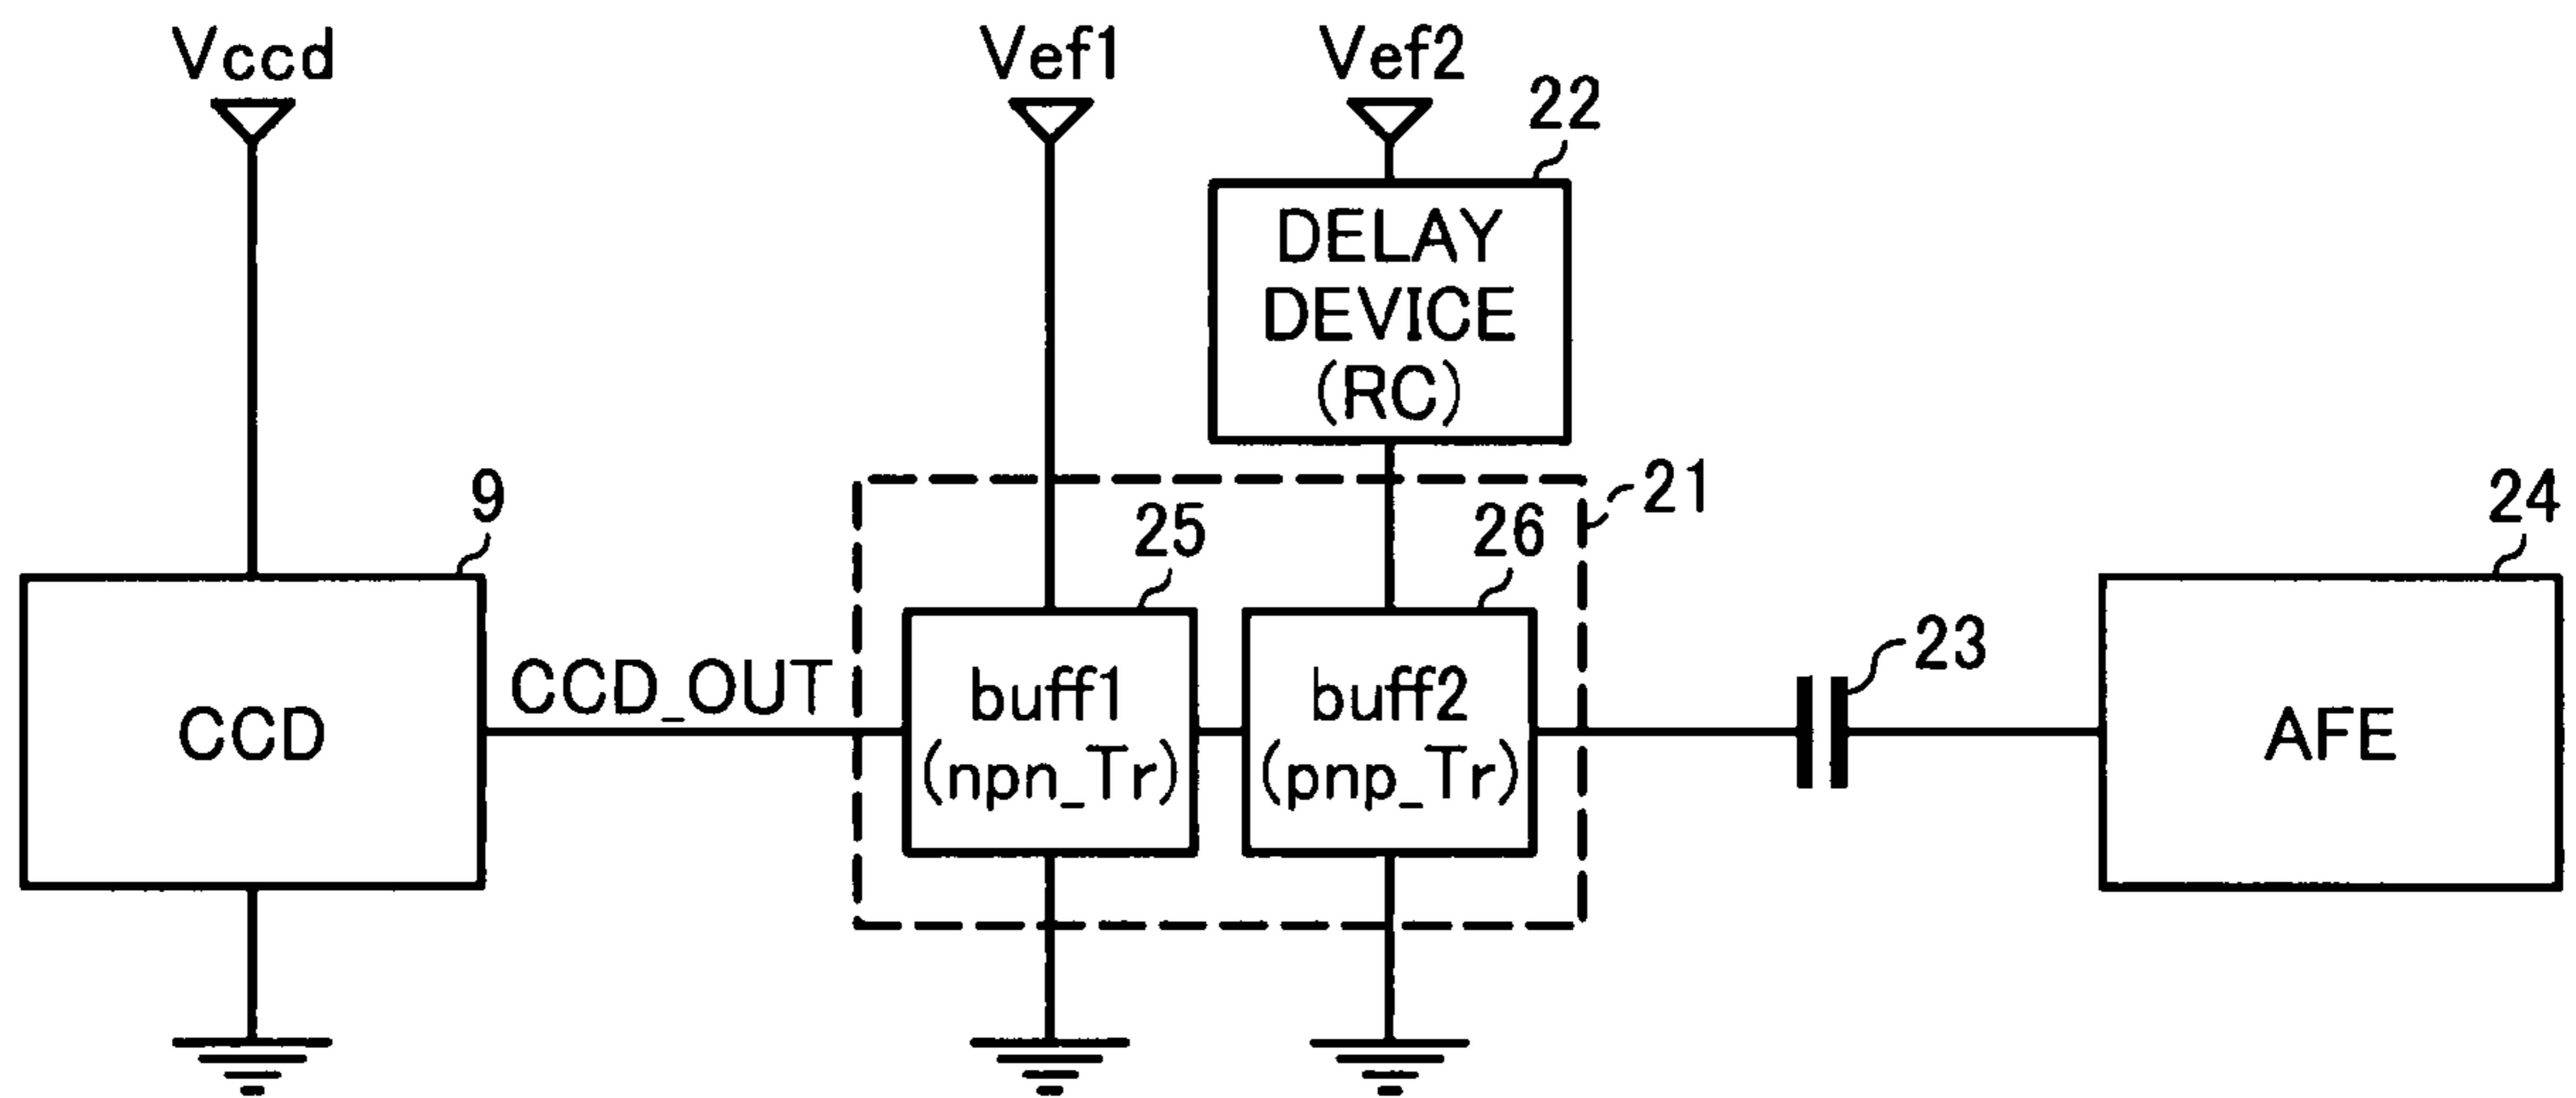 Vccd
Vef1
Vef2
22
DELAY
DEVICE
(RC)
21
9
25
26
24
CCD
CCD_OUT
buff1
(npn_Tr)
buff2
(pnp_Tr)
23
AFE